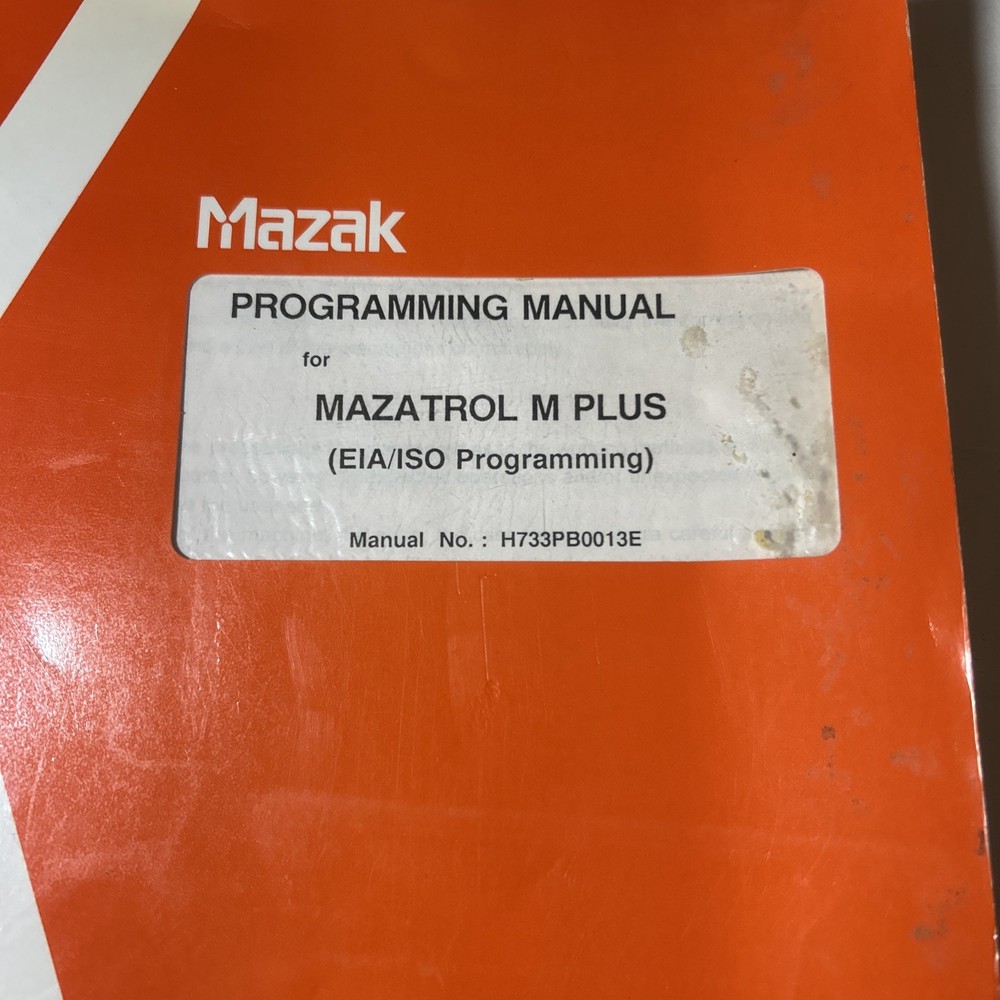 Mazak
PROGRAMMING MANUAL
for
MAZATROL M PLUS
(EIA/ISO Programming)
Manual No. : H733PB0013E